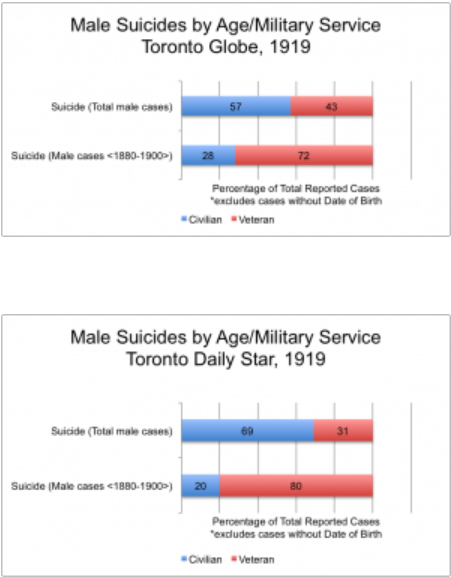 Male Suicides by Age/Military Service
Toronto Globe, 1919
Suicide (Total male cases) 57 43
Suicide (Male cases <1880-1900>) 28 72
Percentage of Total Reported Cases
*excludes cases without Date of Birth
Civilian Veteran
Male Suicides by Age/Military Service
Toronto Daily Star, 1919
Suicide (Total male cases) 69 31
Suicide (Male cases <1880-1900>) 20 80
Percentage of Total Reported Cases
*excludes cases without Date of Birth
Civilian Veteran